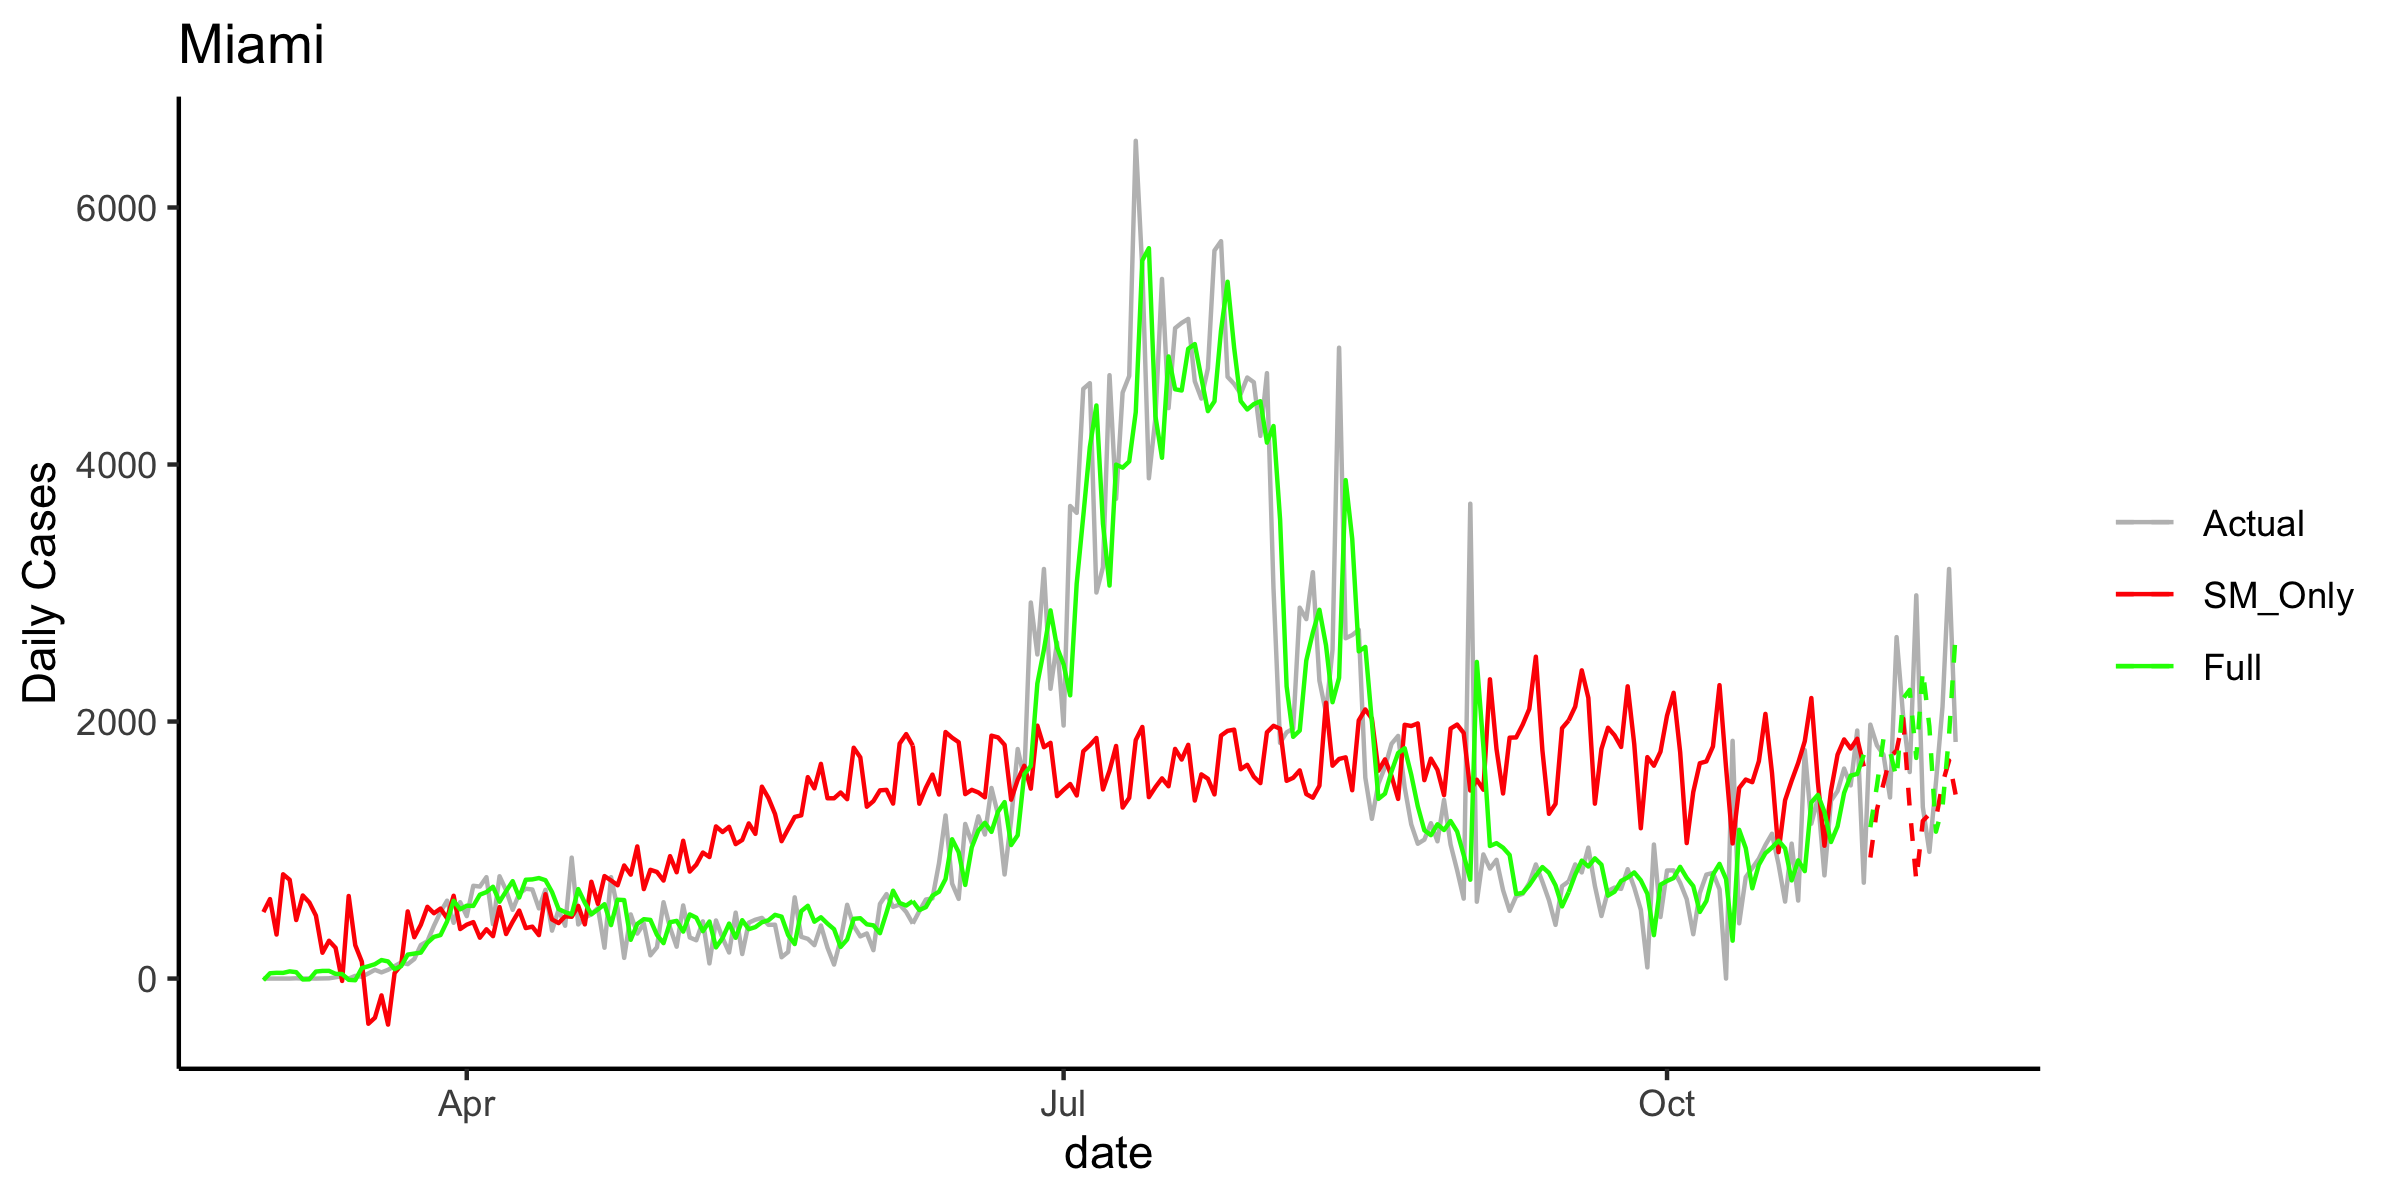 Miami
Daily Cases
6000
4000
2000
0
Apr
Jul
Oct
date
Actual
SM_Only
Full